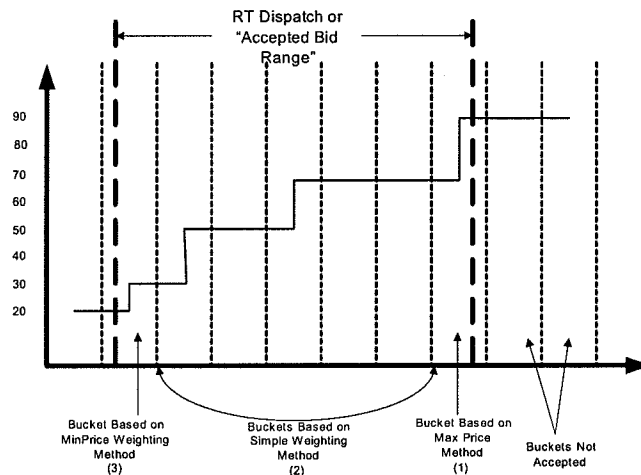 RT Dispatch or
"Accepted Bid
Range"
90
80
70
60
50
40
30
20
Bucket Based on
MinPrice Weighting
Method
(3)
Buckets Based on
Simple Weighting
Method
(2)
Bucket Based on
Max Price
Method
(1)
Buckets Not
Accepted